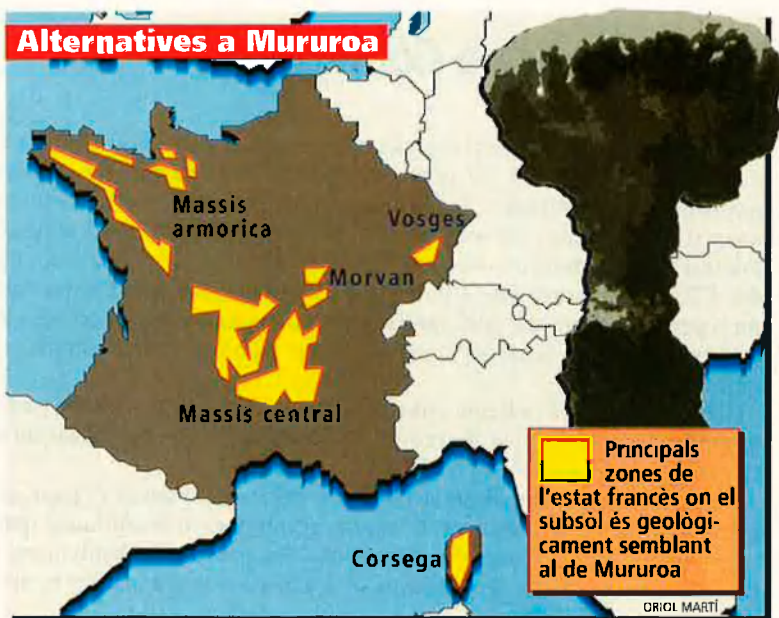 Alternatives a Mururoa
Massis
armorica
Vosges
Morvan
Massis central
Còrsega
Principals
zones de
l'estat francès on el
subsòl és geològi-
cament semblant
al de Mururoa
ORIOL MARTÍ